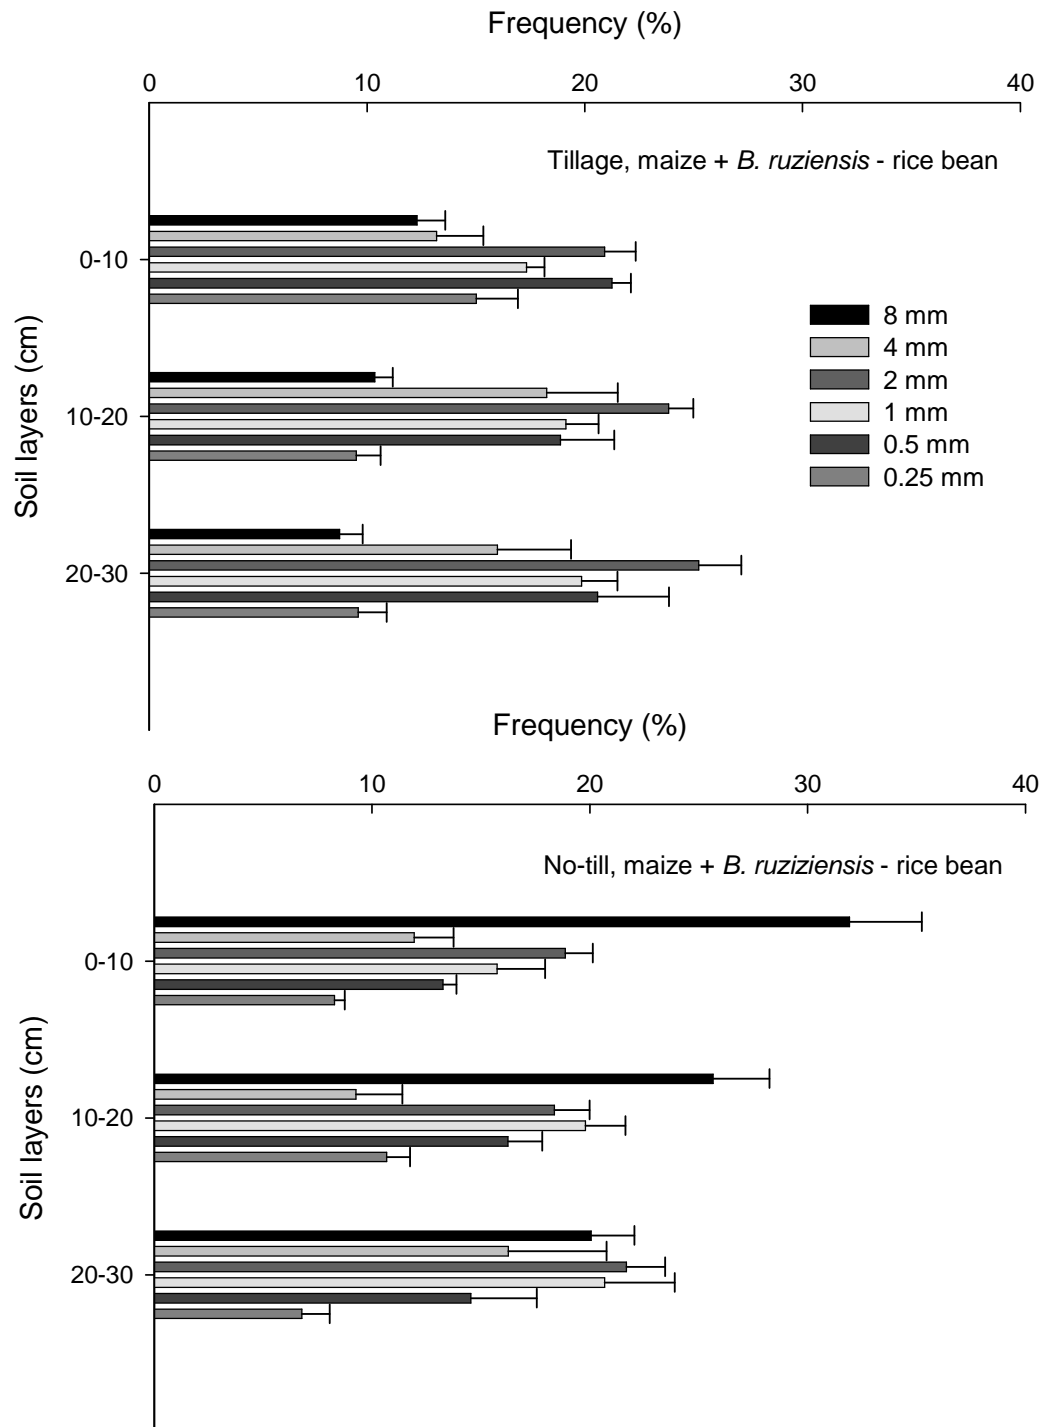 Frequency (%)
0 10 20 30 40
Tillage, maize + B. ruziensis - rice bean
0-10
10-20
20-30
Soil layers (cm)
8 mm
4 mm
2 mm
1 mm
0.5 mm
0.25 mm
Frequency (%)
0 10 20 30 40
No-till, maize + B. ruziziensis - rice bean
0-10
10-20
20-30
Soil layers (cm)